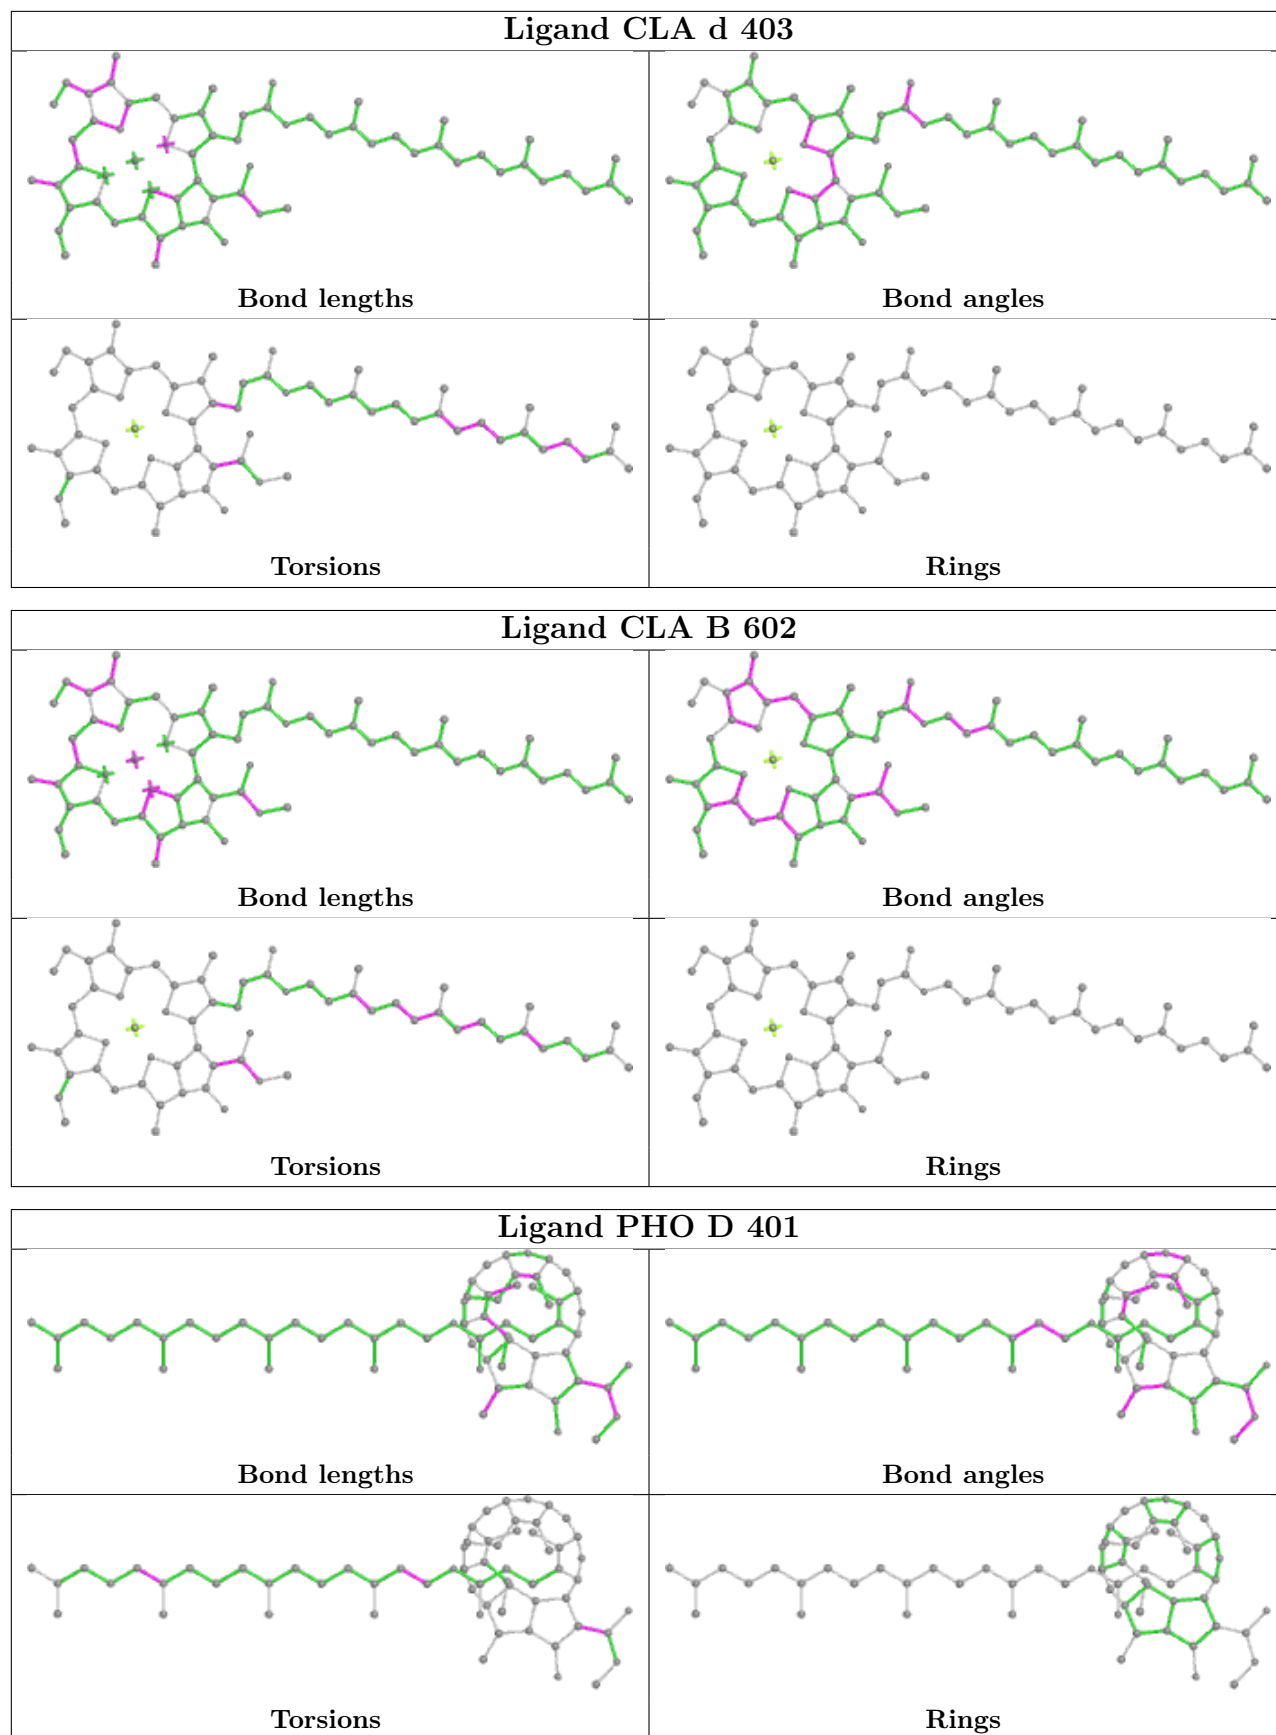 Ligand CLA d 403
Bond lengths
Bond angles
Torsions
Rings
Ligand CLA B 602
Bond lengths
Bond angles
Torsions
Rings
Ligand PHO D 401
Bond lengths
Bond angles
Torsions
Rings